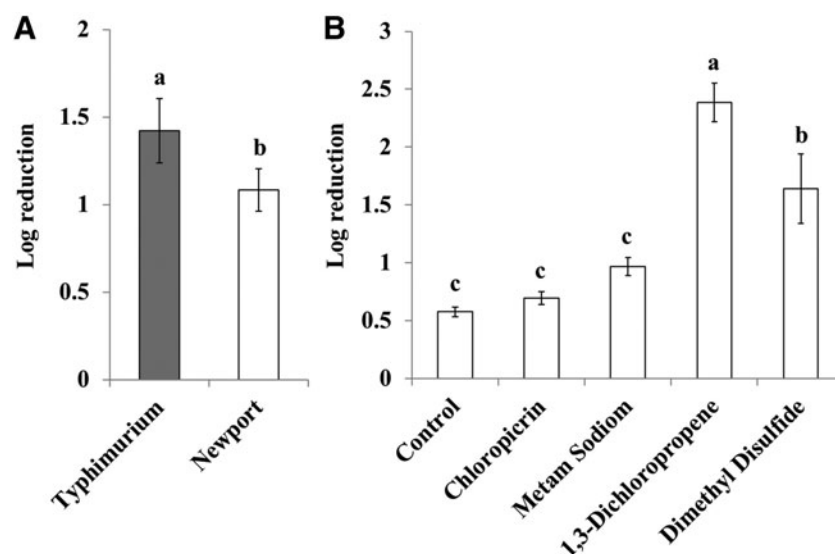 A
Log reduction
2
1.5
1
0.5
0
a
b
Typhimurium
Newport
B
Log reduction
3
2.5
2
1.5
1
0.5
0
c
c
c
a
b
Control
Chloropicrin
Metam Sodiom
1,3-Dichloropropene
Dimethyl Disulfide